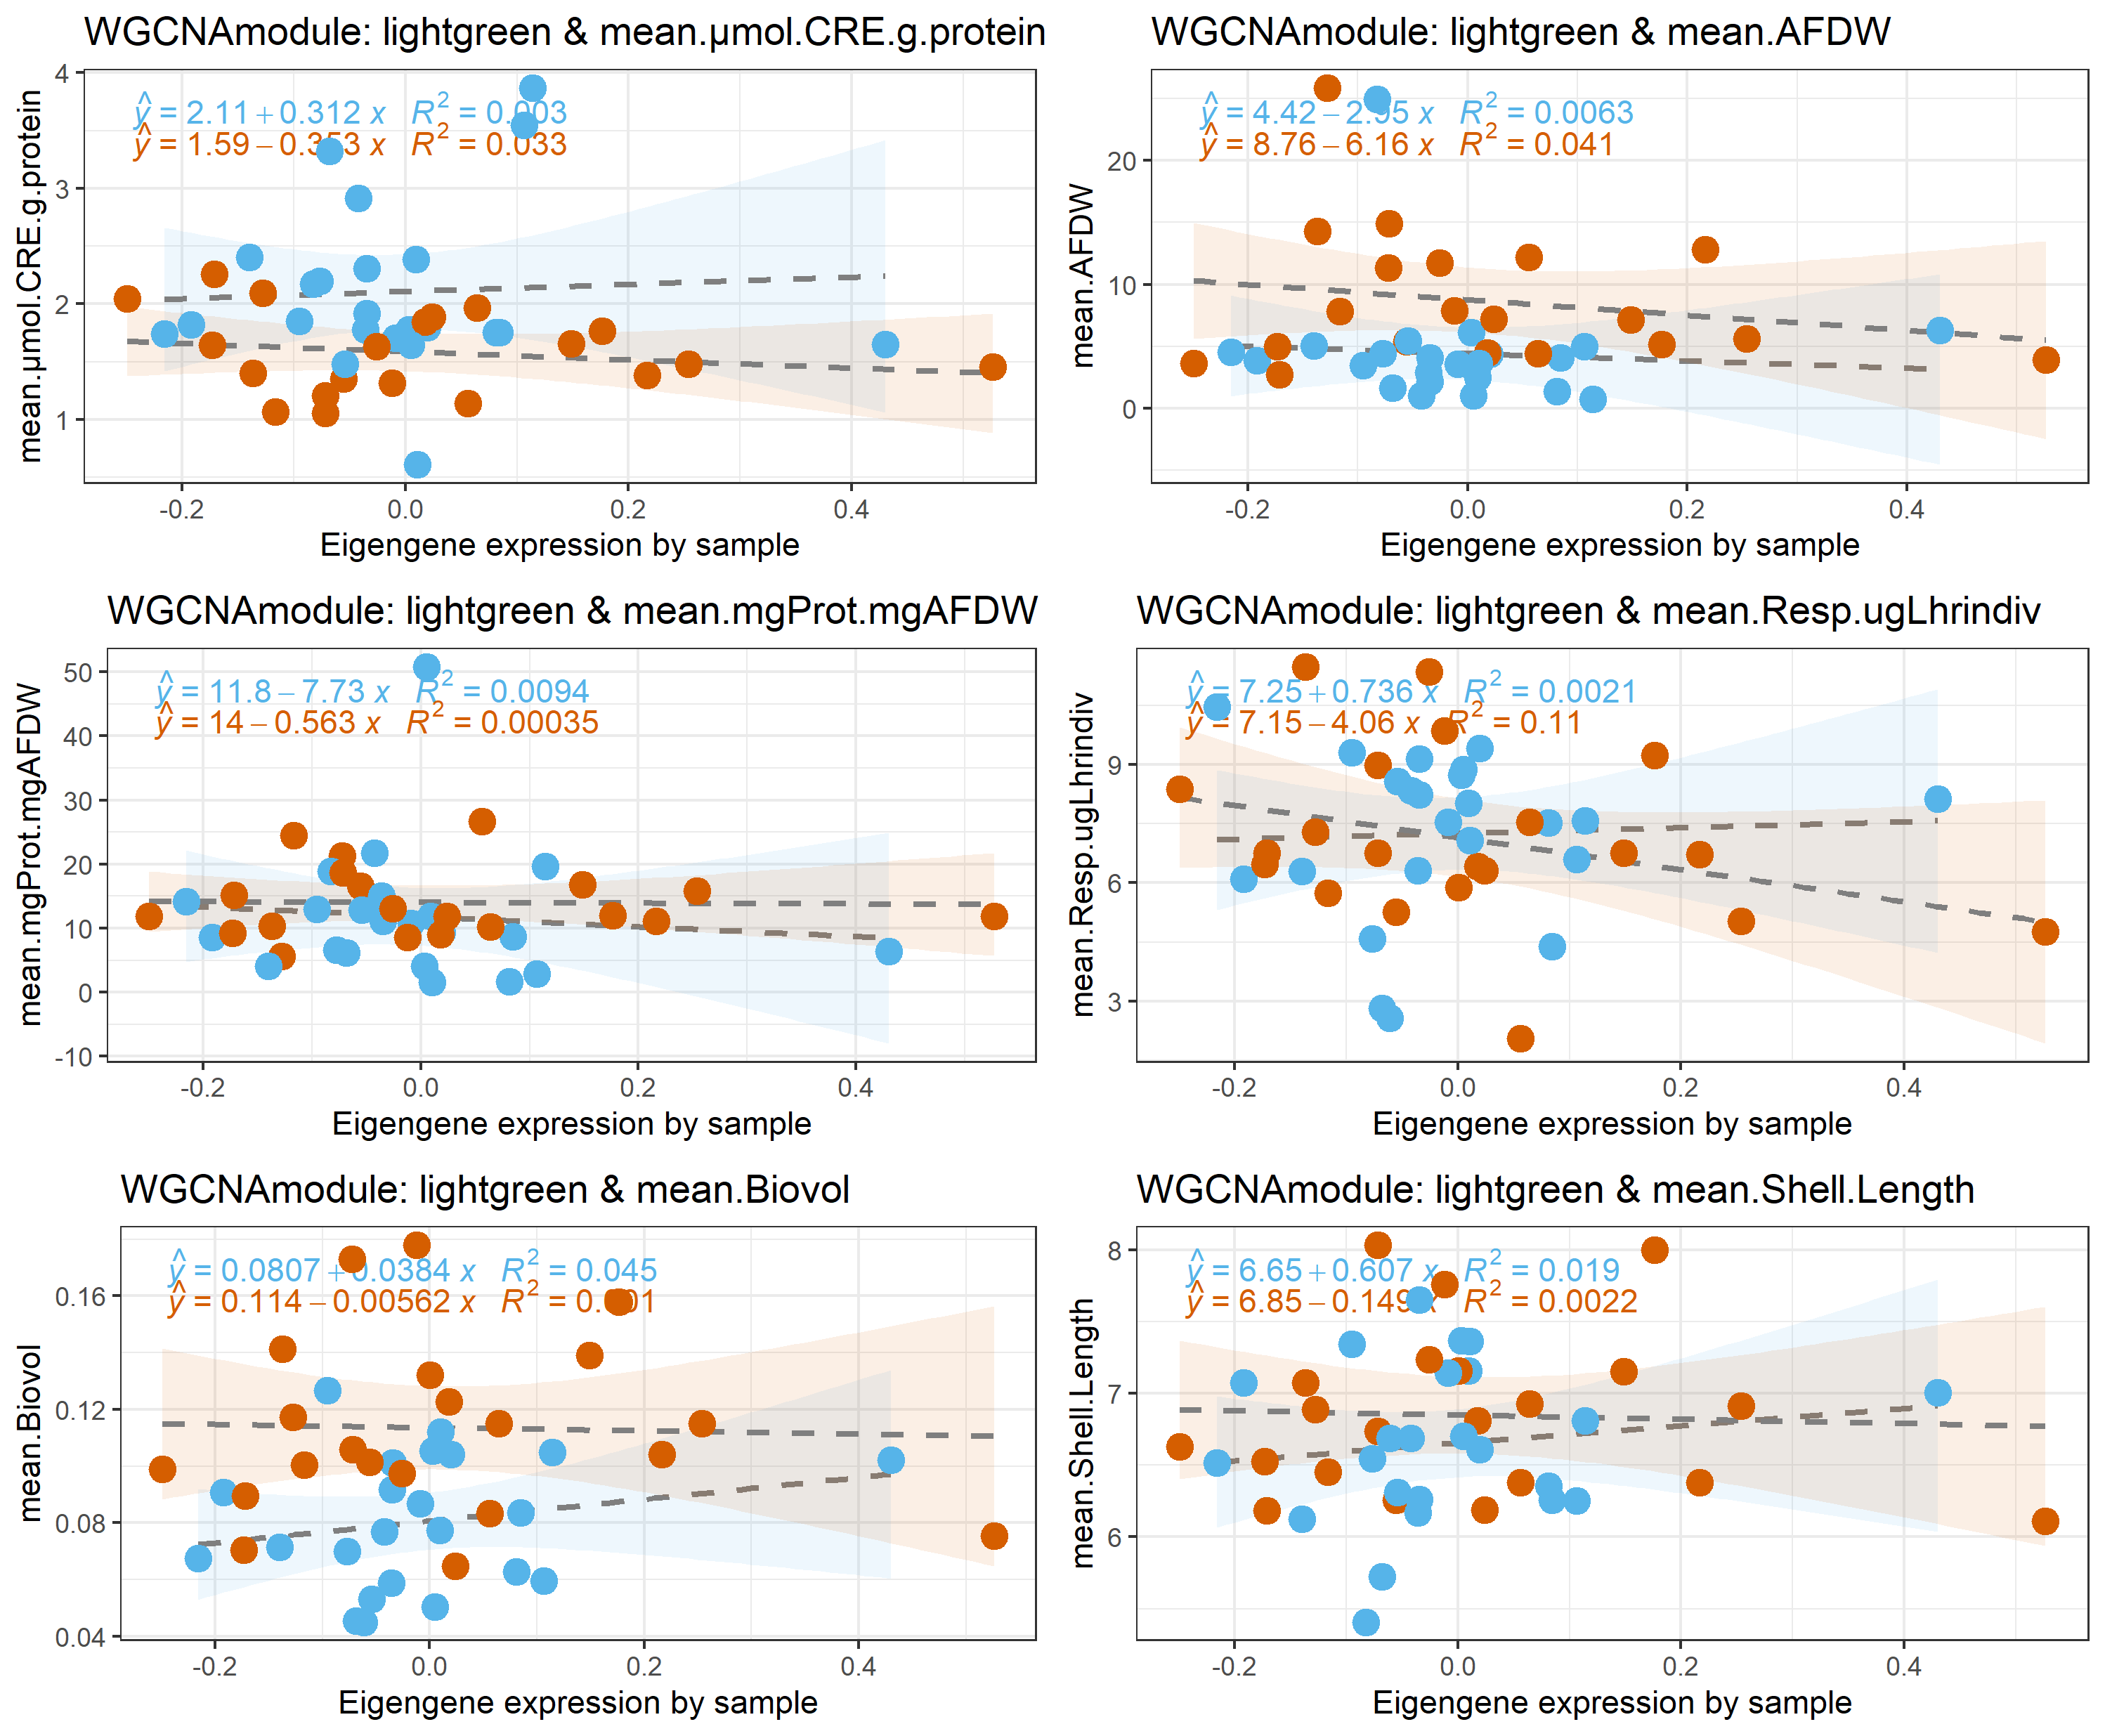 WGCNAmodule: lightgreen & mean.µmol.CRE.g.protein
mean.µmol.CRE.g.protein
4
3
2
1
ŷ = 2.11 + 0.312 x R² = 0.003
ŷ = 1.59 − 0.353 x R² = 0.033
-0.2 0.0 0.2 0.4
Eigengene expression by sample
WGCNAmodule: lightgreen & mean.AFDW
mean.AFDW
20
10
0
ŷ = 4.42 − 2.95 x R² = 0.0063
ŷ = 8.76 − 6.16 x R² = 0.041
-0.2 0.0 0.2 0.4
Eigengene expression by sample
WGCNAmodule: lightgreen & mean.mgProt.mgAFDW
mean.mgProt.mgAFDW
50
40
30
20
10
0
-10
ŷ = 11.8 − 7.73 x R² = 0.0094
ŷ = 14 − 0.563 x R² = 0.00035
-0.2 0.0 0.2 0.4
Eigengene expression by sample
WGCNAmodule: lightgreen & mean.Resp.ugLhrindiv
mean.Resp.ugLhrindiv
9
6
3
ŷ = 7.25 + 0.736 x R² = 0.0021
ŷ = 7.15 − 4.06 x R² = 0.11
-0.2 0.0 0.2 0.4
Eigengene expression by sample
WGCNAmodule: lightgreen & mean.Biovol
mean.Biovol
0.16
0.12
0.08
0.04
ŷ = 0.0807 + 0.0384 x R² = 0.045
ŷ = 0.114 − 0.00562 x R² =
-0.2 0.0 0.2 0.4
Eigengene expression by sample
WGCNAmodule: lightgreen & mean.Shell.Length
mean.Shell.Length
8
7
6
ŷ = 6.65 + 0.607 x R² = 0.019
ŷ = 6.85 − 0.149 x R² = 0.0022
-0.2 0.0 0.2 0.4
Eigengene expression by sample